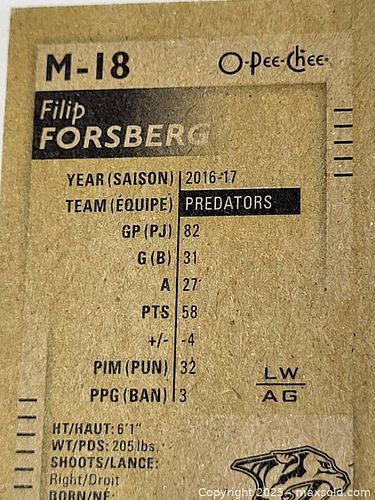 M-18
O-Pee-Chee
Filip
FORSBERG
YEAR (SAISON) 2016-17
TEAM (ÉQUIPE) PREDATORS
GP (PJ) 82
G (B) 31
A 27
PTS 58
+/- -4
PIM (PUN) 32
PPG (BAN) 3
LW
AG
HT/HAUT: 6'1"
WT/PDS: 205 lbs.
SHOOTS/LANCE:
Right/Droit
BORN/NÉ:
Copyright 2025 - maxsold.com